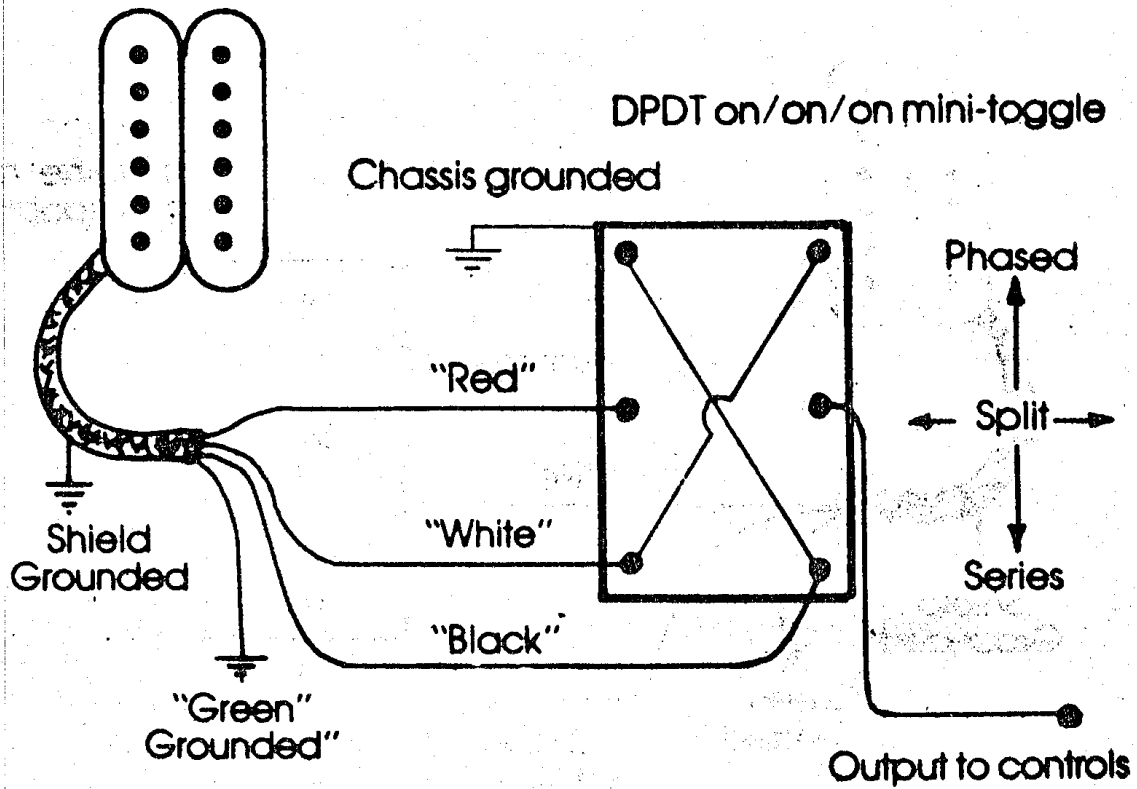 DPDT on/on/on mini-toggle
Chassis grounded
Phased
"Red"
Split
"White"
Shield
Grounded
Series
"Black"
"Green"
Grounded"
Output to controls